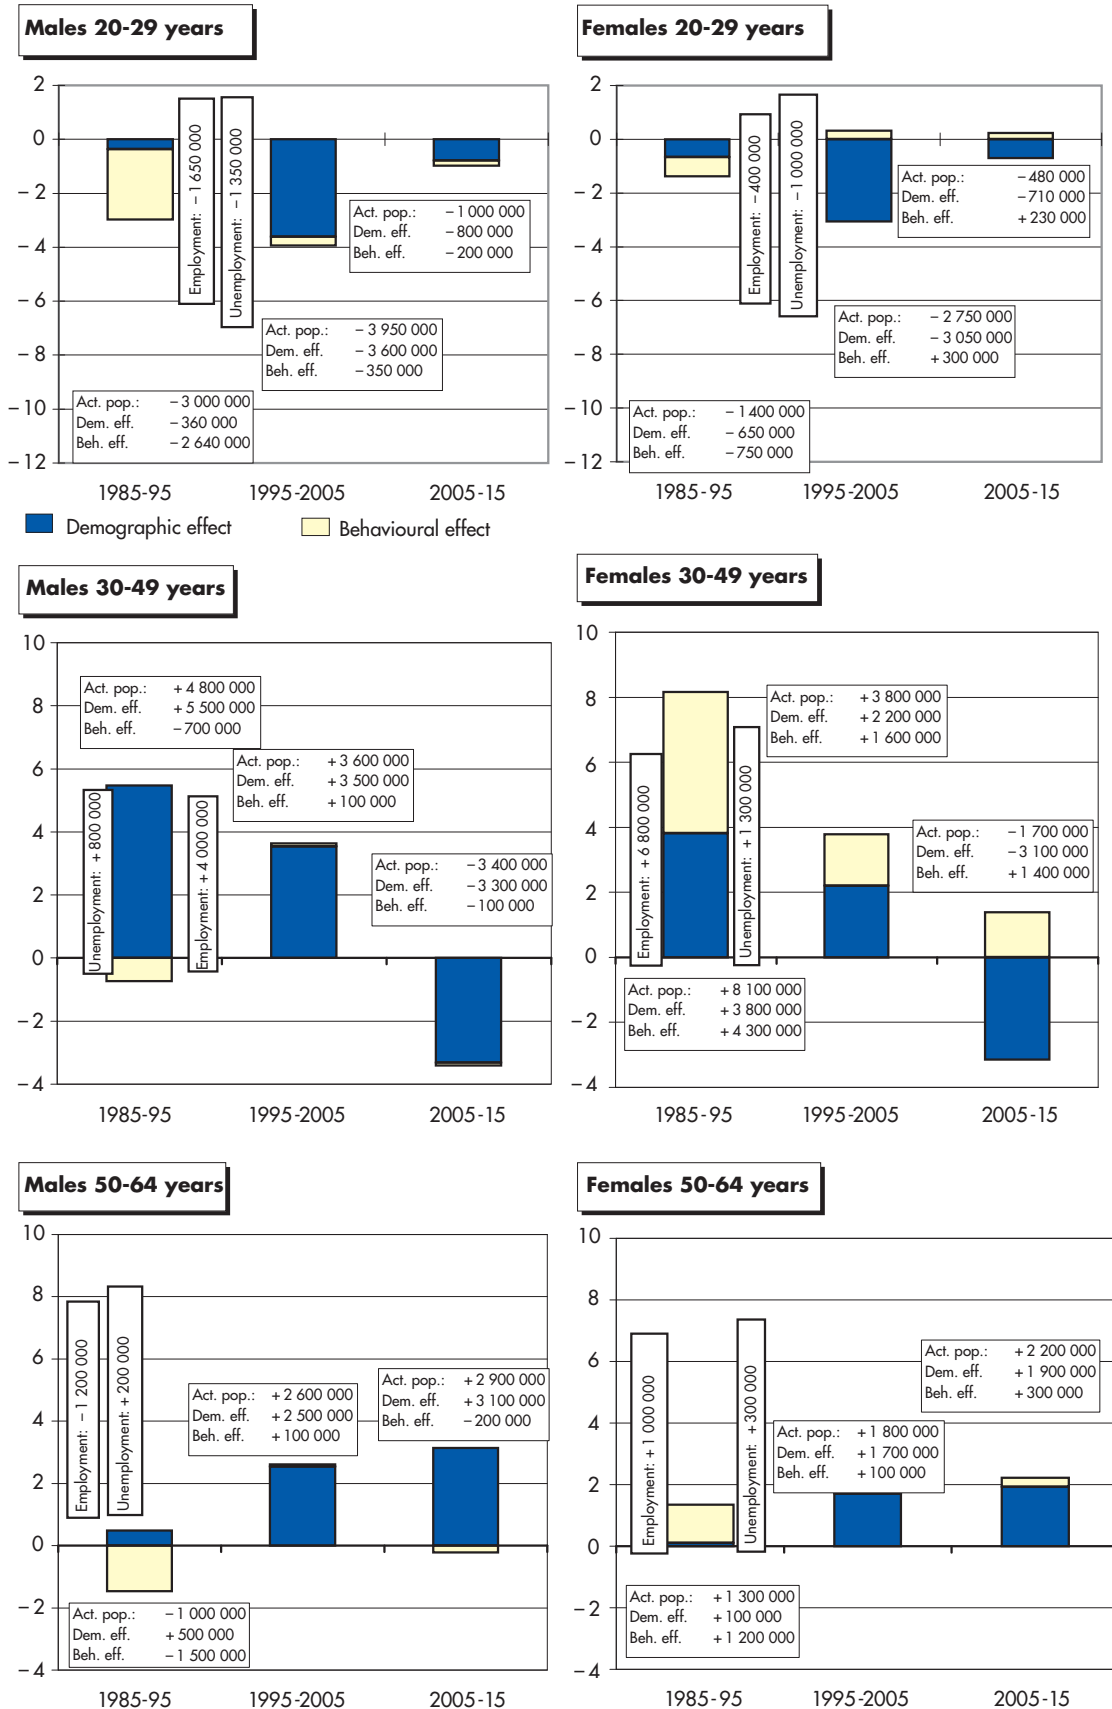 Males 20-29 years
2
0
– 2
– 4
– 6
– 8
– 10
– 12
Employment: – 1 650 000
Unemployment: – 1 350 000
Act. pop.: – 1 000 000
Dem. eff. – 800 000
Beh. eff. – 200 000
Act. pop.: – 3 950 000
Dem. eff. – 3 600 000
Beh. eff. – 350 000
Act. pop.: – 3 000 000
Dem. eff. – 360 000
Beh. eff. – 2 640 000
1985-95 1995-2005 2005-15
Females 20-29 years
2
0
– 2
– 4
– 6
– 8
– 10
– 12
Employment: – 400 000
Unemployment: – 1 000 000
Act. pop.: – 480 000
Dem. eff. – 710 000
Beh. eff. + 230 000
Act. pop.: – 2 750 000
Dem. eff. – 3 050 000
Beh. eff. + 300 000
Act. pop.: – 1 400 000
Dem. eff. – 650 000
Beh. eff. – 750 000
1985-95 1995-2005 2005-15
Demographic effect Behavioural effect
Males 30-49 years
10
8
6
4
2
0
– 2
– 4
Act. pop.: + 4 800 000
Dem. eff. + 5 500 000
Beh. eff. – 700 000
Act. pop.: + 3 600 000
Dem. eff. + 3 500 000
Beh. eff. + 100 000
Unemployment: + 800 000
Employment: + 4 000 000
Act. pop.: – 3 400 000
Dem. eff. – 3 300 000
Beh. eff. – 100 000
1985-95 1995-2005 2005-15
Females 30-49 years
10
8
6
4
2
0
– 2
– 4
Act. pop.: + 3 800 000
Dem. eff. + 2 200 000
Beh. eff. + 1 600 000
Employment: + 6 800 000
Unemployment: + 1 300 000
Act. pop.: – 1 700 000
Dem. eff. – 3 100 000
Beh. eff. + 1 400 000
Act. pop.: + 8 100 000
Dem. eff. + 3 800 000
Beh. eff. + 4 300 000
1985-95 1995-2005 2005-15
Males 50-64 years
10
8
6
4
2
0
– 2
– 4
Employment: – 1 200 000
Unemployment: + 200 000
Act. pop.: + 2 600 000
Dem. eff. + 2 500 000
Beh. eff. + 100 000
Act. pop.: + 2 900 000
Dem. eff. + 3 100 000
Beh. eff. – 200 000
Act. pop.: – 1 000 000
Dem. eff. + 500 000
Beh. eff. – 1 500 000
1985-95 1995-2005 2005-15
Females 50-64 years
10
8
6
4
2
0
– 2
– 4
Employment: + 1 000 000
Unemployment: + 300 000
Act. pop.: + 2 200 000
Dem. eff. + 1 900 000
Beh. eff. + 300 000
Act. pop.: + 1 800 000
Dem. eff. + 1 700 000
Beh. eff. + 100 000
Act. pop.: + 1 300 000
Dem. eff. + 100 000
Beh. eff. + 1 200 000
1985-95 1995-2005 2005-15